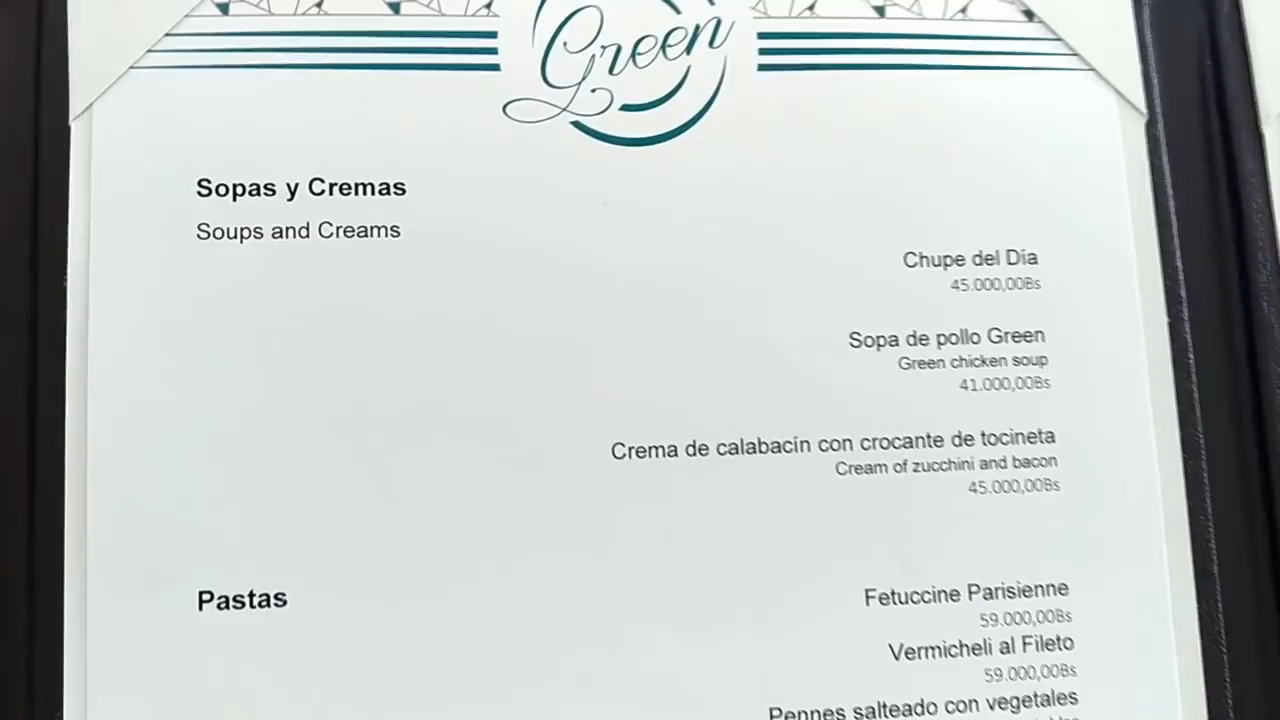 Green
Sopas y Cremas
Soups and Creams
Chupe del Día
45.000,00Bs
Sopa de pollo Green
Green chicken soup
41.000,00Bs
Crema de calabacín con crocante de tocineta
Cream of zucchini and bacon
45.000,00Bs
Pastas
Fetuccine Parisienne
59.000,00Bs
Vermicheli al Fileto
59.000,00Bs
Pennes salteado con vegetales